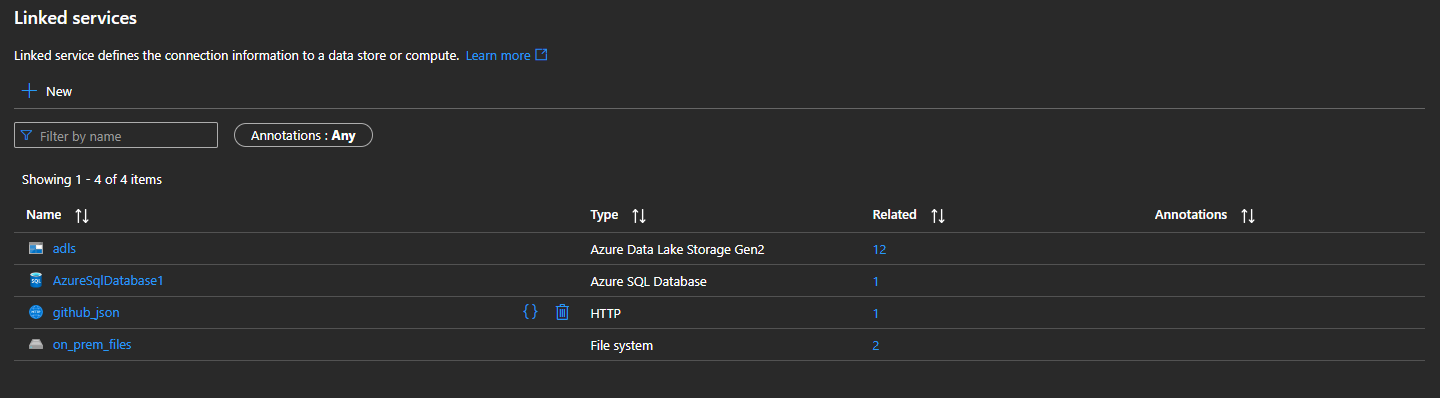 Linked services
Linked service defines the connection information to a data store or compute. Learn more
New
Filter by name
Annotations : Any
Showing 1 - 4 of 4 items
Name Type Related Annotations
adls Azure Data Lake Storage Gen2 12
SQL AzureSqlDatabase1 Azure SQL Database 1
github_json {} HTTP 1
on_prem_files File system 2